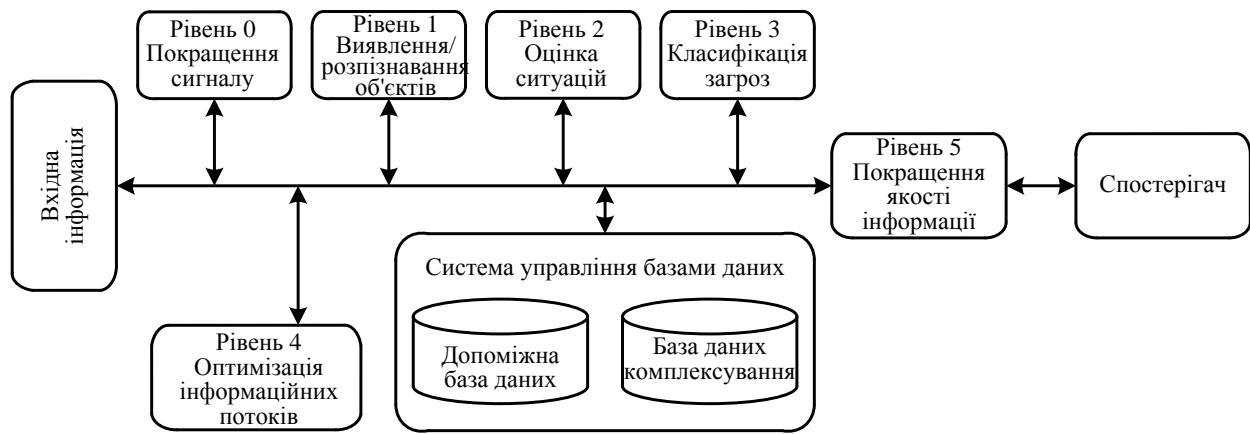 Рівень 0
Покращення
сигналу
Рівень 1
Виявлення/
розпізнавання
об'єктів
Рівень 2
Оцінка
ситуацій
Рівень 3
Класифікація
загроз
Вхідна
інформація
Рівень 5
Покращення
якості
інформації
Спостерігач
Система управління базами даних
Допоміжна
база даних
База даних
комплексування
Рівень 4
Оптимізація
інформаційних
потоків